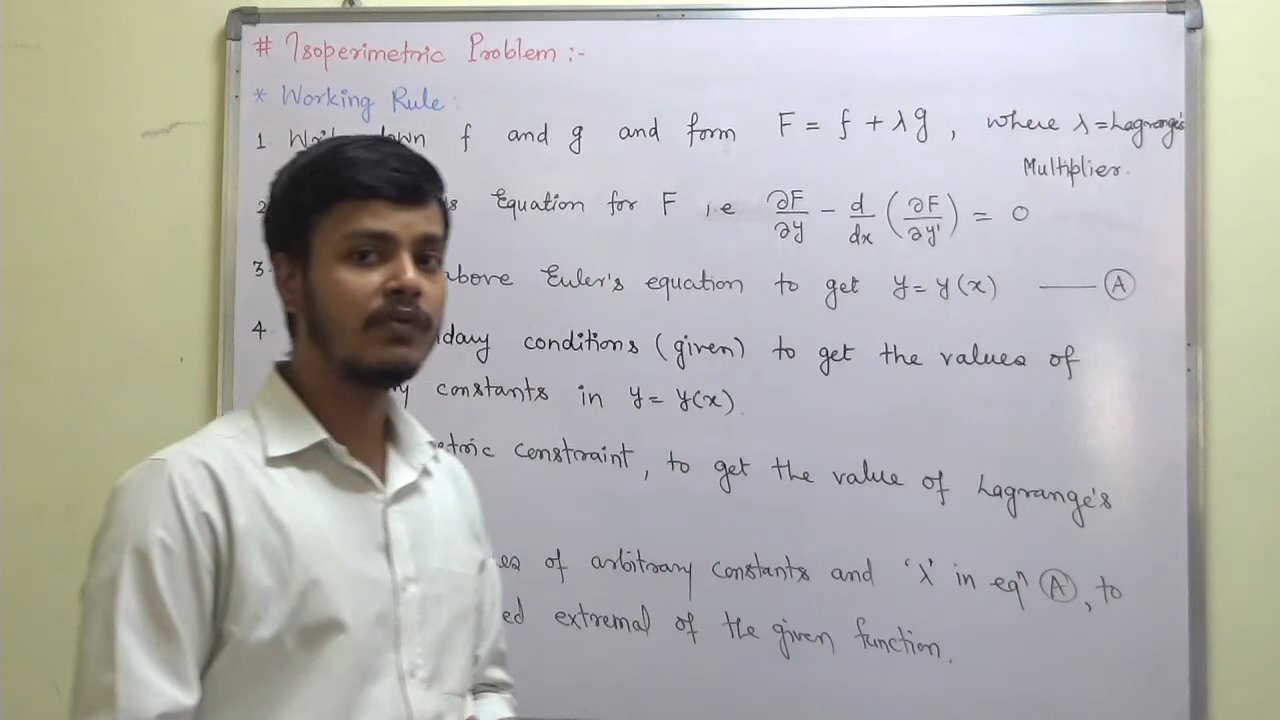 # Isoperimetric Problem :-
* Working Rule :
1. down f and g and form F = f + λg , where λ = Lagrange's
Multiplier.
2 Equation for F i.e ∂F/∂y - d/dx (∂F/∂y') = 0
3. above Euler's equation to get y = y(x) —— Ⓐ
4. conditions (given) to get the values of
constants in y = y(x).
constraint, to get the value of Lagrange's
of arbitrary constants and 'λ' in eqⁿ Ⓐ, to
extremal of the given function.